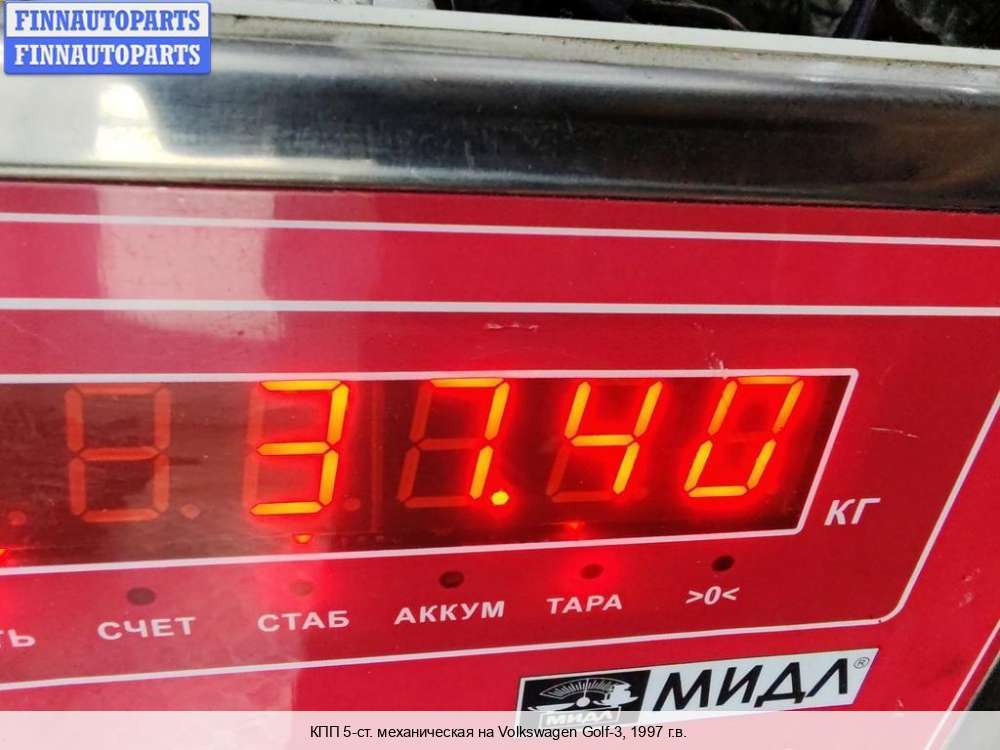 FINNAUTOPARTS
FINNAUTOPARTS
37.40
КГ
СЧЕТ СТАБ АККУМ ТАРА >0<
МИДЛ®
МИДЛ
КПП 5-ст. механическая на Volkswagen Golf-3, 1997 г.в.